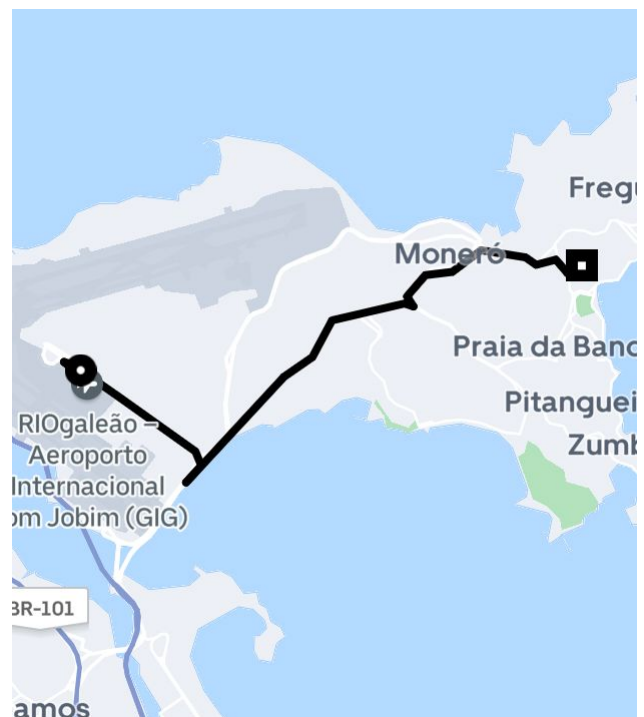 Fregu
Moneró
Praia da Banc
Pitanguei
Zumb
RIOgaleão –
Aeroporto
Internacional
om Jobim (GIG)
BR-101
amos